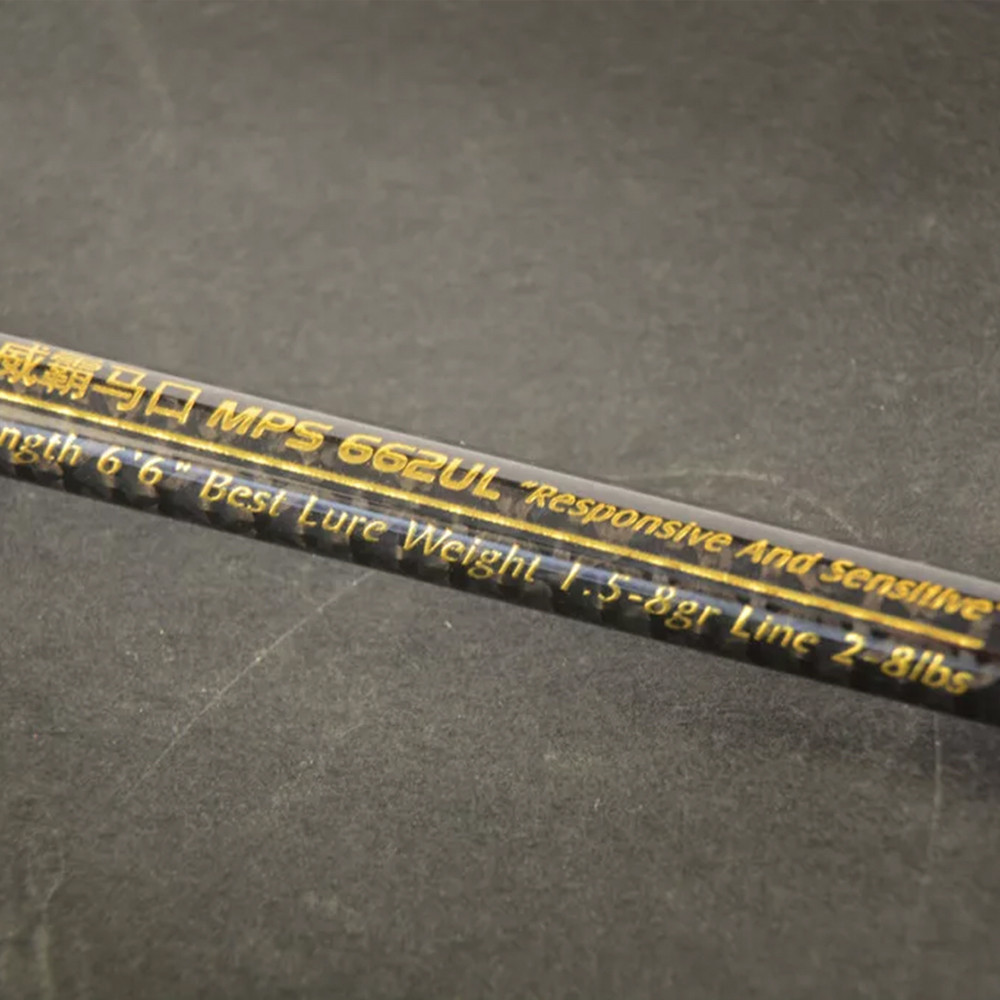 威霸马口 MPS 662UL "Responsive And Sensitive"
ngth 6'6" Best Lure Weight 1.5-8gr Line 2-8lbs